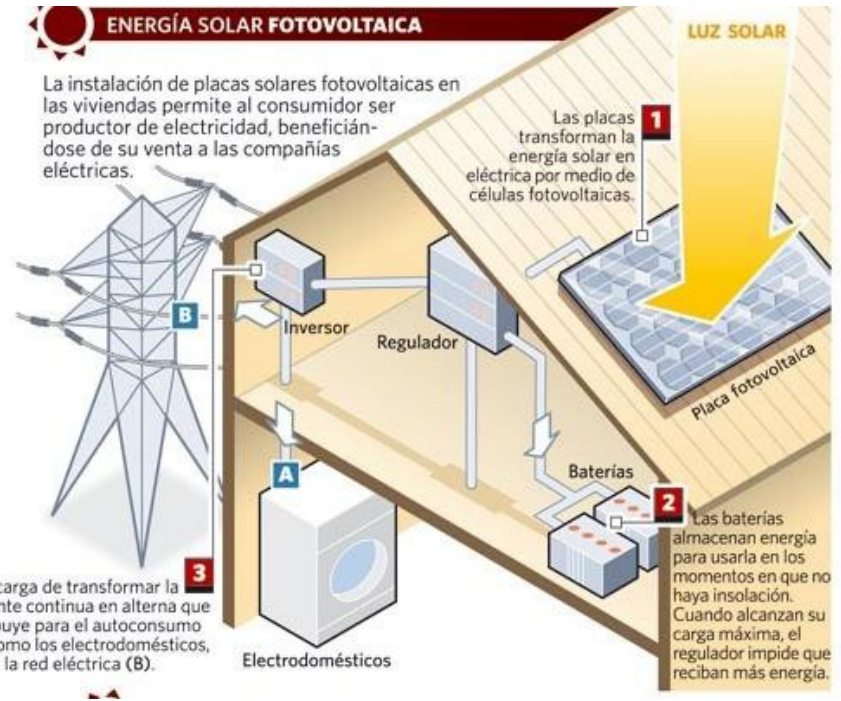 ENERGÍA SOLAR FOTOVOLTAICA
La instalación de placas solares fotovoltaicas en
las viviendas permite al consumidor ser
productor de electricidad, benefician-
dose de su venta a las compañías
eléctricas.
LUZ SOLAR
1
Las placas
transforman la
energía solar en
eléctrica por medio de
células fotovoltaicas.
Placa fotovoltaica
B
Inversor
Regulador
A
Baterías
2
Las baterías
almacenan energía
para usarla en los
momentos en que no
haya insolación.
Cuando alcanzan su
carga máxima, el
regulador impide que
reciban más energía.
3
carga de transformar la
nte continua en alterna que
uye para el autoconsumo
omo los electrodomésticos,
la red eléctrica (B).
Electrodomésticos